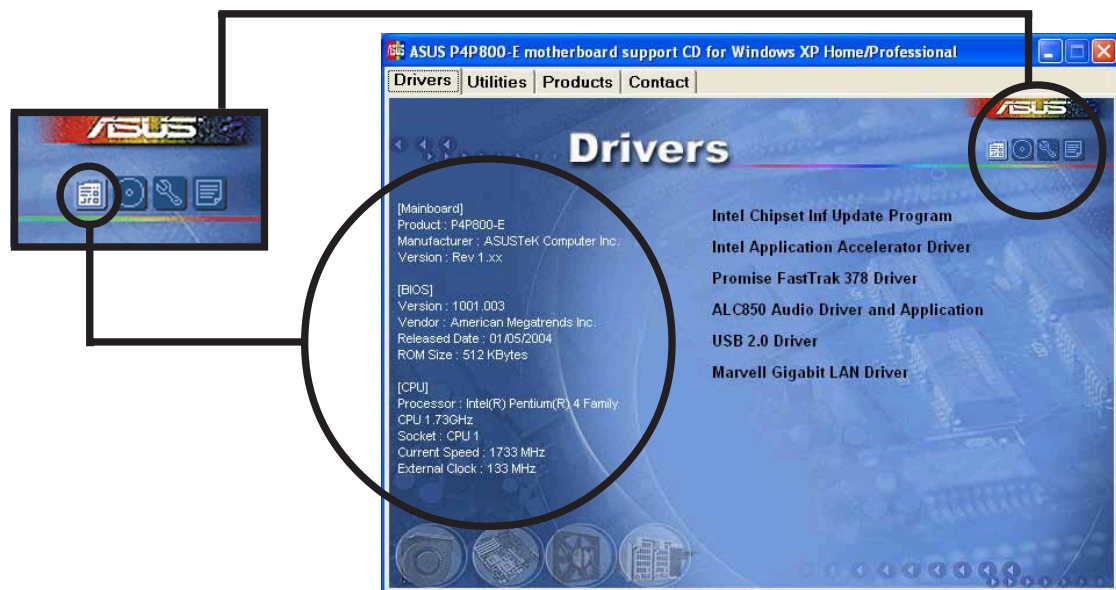 ASUS P4P800-E motherboard support CD for Windows XP Home/Professional
Drivers Utilities Products Contact
ASUS
ASUS
Drivers
[Mainboard]
Product : P4P800-E
Manufacturer : ASUSTeK Computer Inc.
Version : Rev 1.xx
[BIOS]
Version : 1001.003
Vendor : American Megatrends Inc.
Released Date : 01/05/2004
ROM Size : 512 KBytes
[CPU]
Processor : Intel(R) Pentium(R) 4 Family
CPU 1.73GHz
Socket : CPU 1
Current Speed : 1733 MHz
External Clock : 133 MHz
Intel Chipset Inf Update Program
Intel Application Accelerator Driver
Promise FastTrak 378 Driver
ALC850 Audio Driver and Application
USB 2.0 Driver
Marvell Gigabit LAN Driver